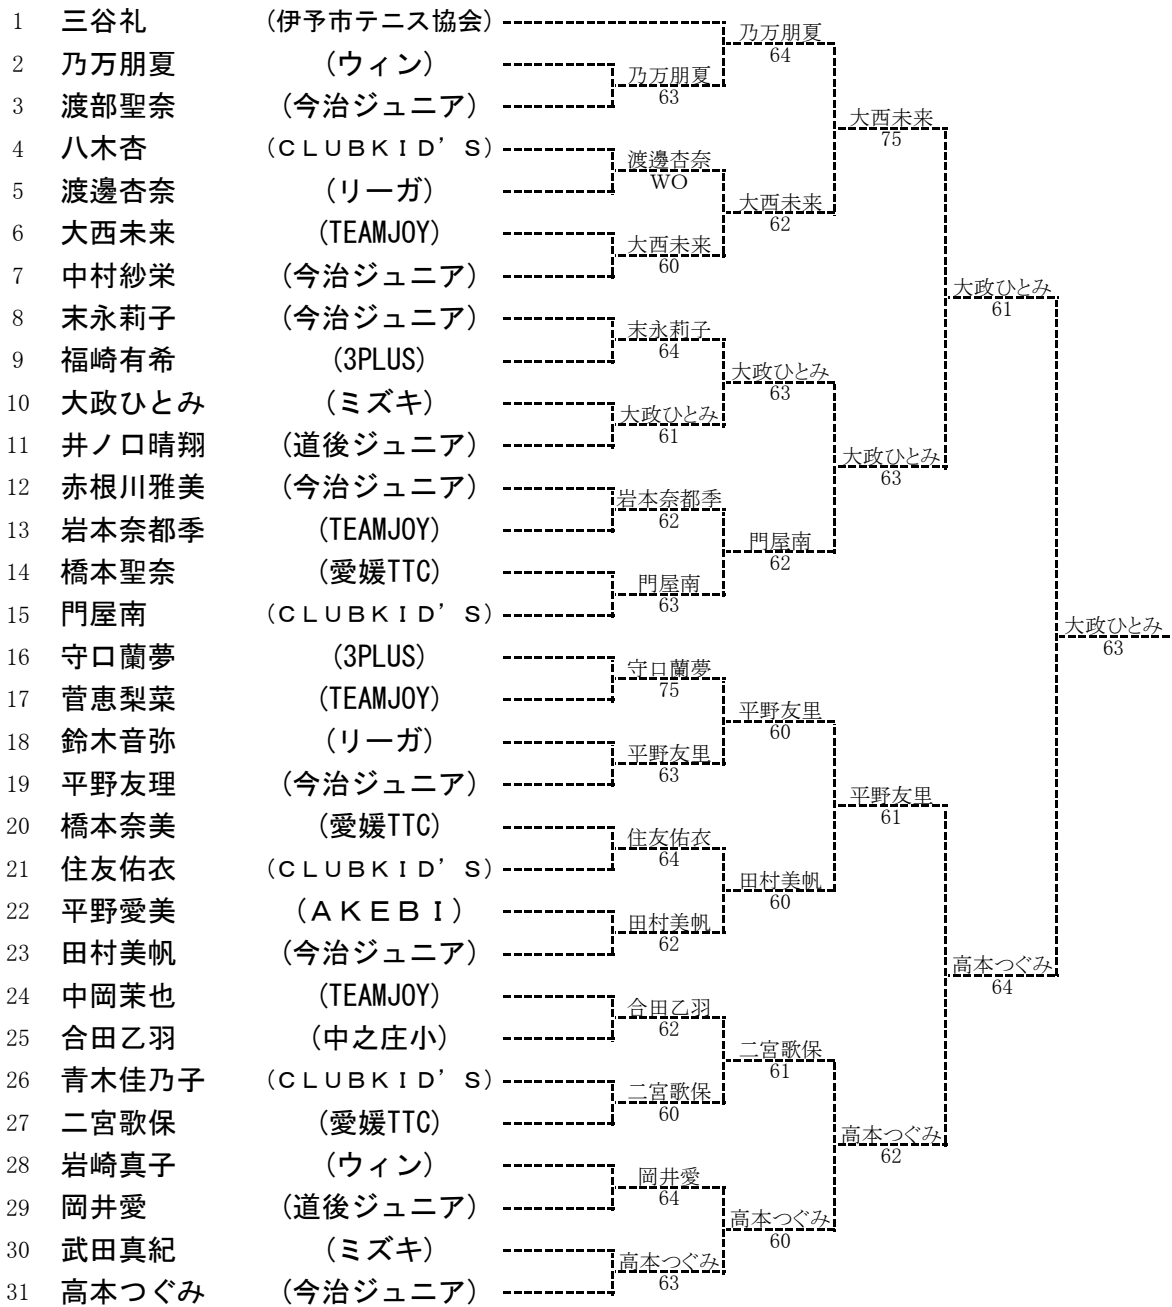 1 三谷礼 (伊予市テニス協会)
乃万朋夏
64
2 乃万朋夏 (ウィン)
乃万朋夏
63
3 渡部聖奈 (今治ジュニア)
大西未来
75
4 八木杏 (ＣＬＵＢＫＩＤ’Ｓ)
渡邊杏奈
WO
5 渡邊杏奈 (リーガ)
大西未来
62
6 大西未来 (TEAMJOY)
大西未来
60
7 中村紗栄 (今治ジュニア)
大政ひとみ
61
8 末永莉子 (今治ジュニア)
末永莉子
64
9 福崎有希 (3PLUS)
大政ひとみ
63
10 大政ひとみ (ミズキ)
大政ひとみ
61
11 井ノ口晴翔 (道後ジュニア)
大政ひとみ
63
12 赤根川雅美 (今治ジュニア)
岩本奈都季
62
13 岩本奈都季 (TEAMJOY)
門屋南
62
14 橋本聖奈 (愛媛TTC)
門屋南
63
15 門屋南 (ＣＬＵＢＫＩＤ’Ｓ)
大政ひとみ
63
16 守口蘭夢 (3PLUS)
守口蘭夢
75
17 菅恵梨菜 (TEAMJOY)
平野友里
60
18 鈴木音弥 (リーガ)
平野友里
63
19 平野友理 (今治ジュニア)
平野友里
61
20 橋本奈美 (愛媛TTC)
住友佑衣
64
21 住友佑衣 (ＣＬＵＢＫＩＤ’Ｓ)
田村美帆
60
22 平野愛美 (ＡＫＥＢＩ)
田村美帆
62
23 田村美帆 (今治ジュニア)
高本つぐみ
64
24 中岡茉也 (TEAMJOY)
合田乙羽
62
25 合田乙羽 (中之庄小)
二宮歌保
61
26 青木佳乃子 (ＣＬＵＢＫＩＤ’Ｓ)
二宮歌保
60
27 二宮歌保 (愛媛TTC)
高本つぐみ
62
28 岩崎真子 (ウィン)
岡井愛
64
29 岡井愛 (道後ジュニア)
高本つぐみ
60
30 武田真紀 (ミズキ)
高本つぐみ
63
31 高本つぐみ (今治ジュニア)